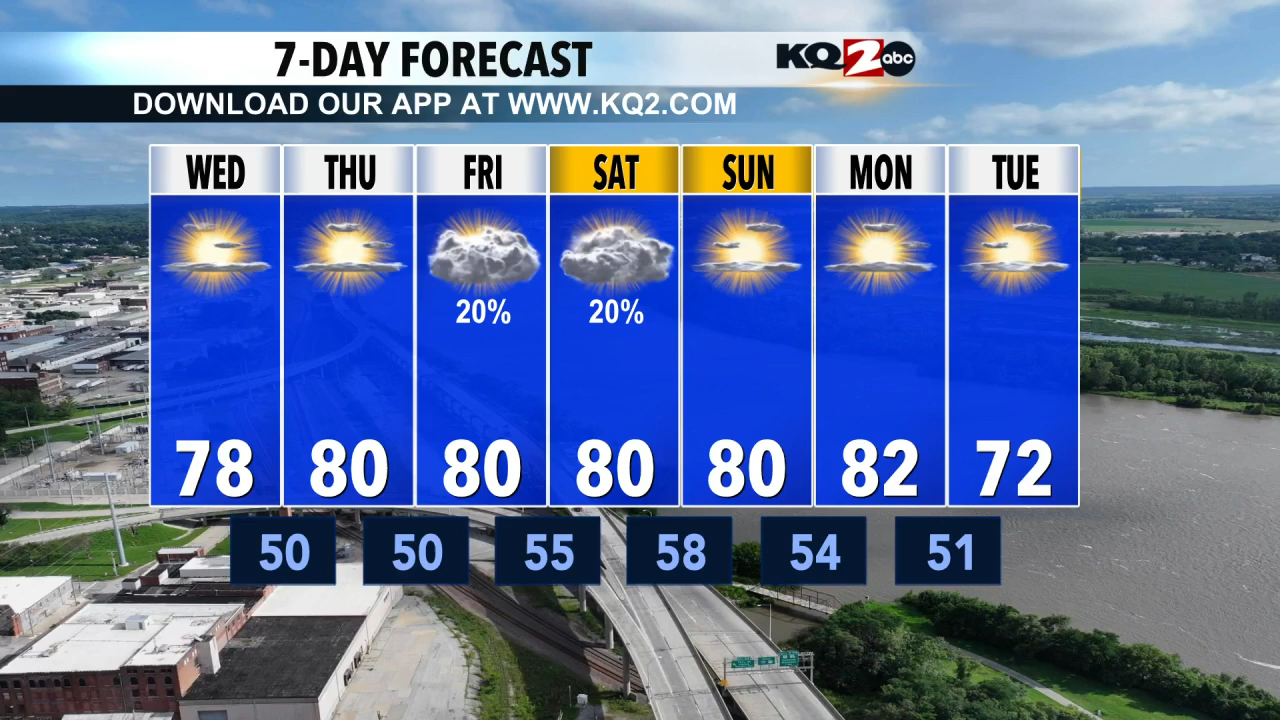 7-DAY FORECAST
KQ2 abc
DOWNLOAD OUR APP AT WWW.KQ2.COM
WED THU FRI SAT SUN MON TUE
20% 20%
78 80 80 80 80 82 72
50 50 55 58 54 51